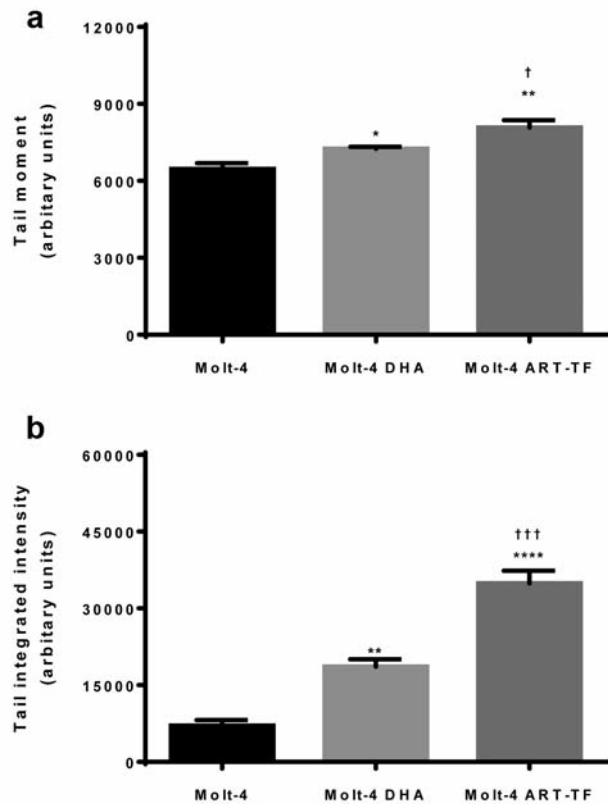 a
Tail moment
(arbitary units)
12000
9000
6000
3000
0
*
†
**
Molt-4
Molt-4 DHA
Molt-4 ART-TF
b
Tail integrated intensity
(arbitary units)
60000
45000
30000
15000
0
**
†††
****
Molt-4
Molt-4 DHA
Molt-4 ART-TF